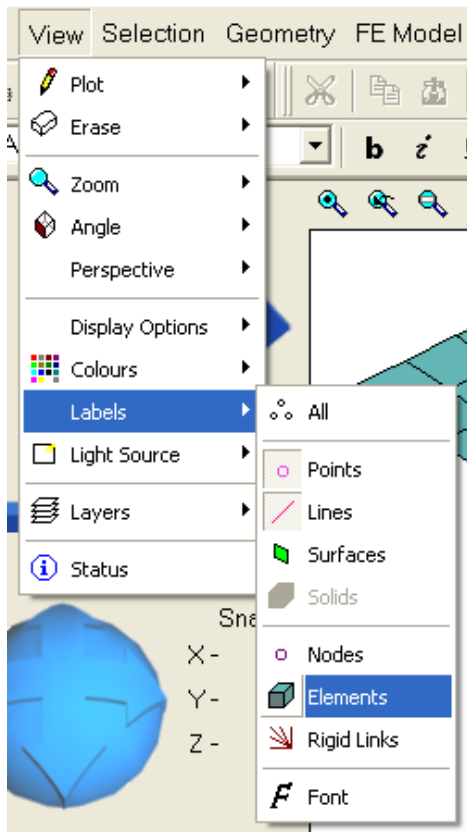 View Selection Geometry FE Model
Plot
Erase
b i
Zoom
Angle
Perspective
Display Options
Colours
Labels
All
Light Source
Points
Layers
Lines
Status
Surfaces
Solids
X -
Nodes
Y -
Elements
Z -
Rigid Links
Font